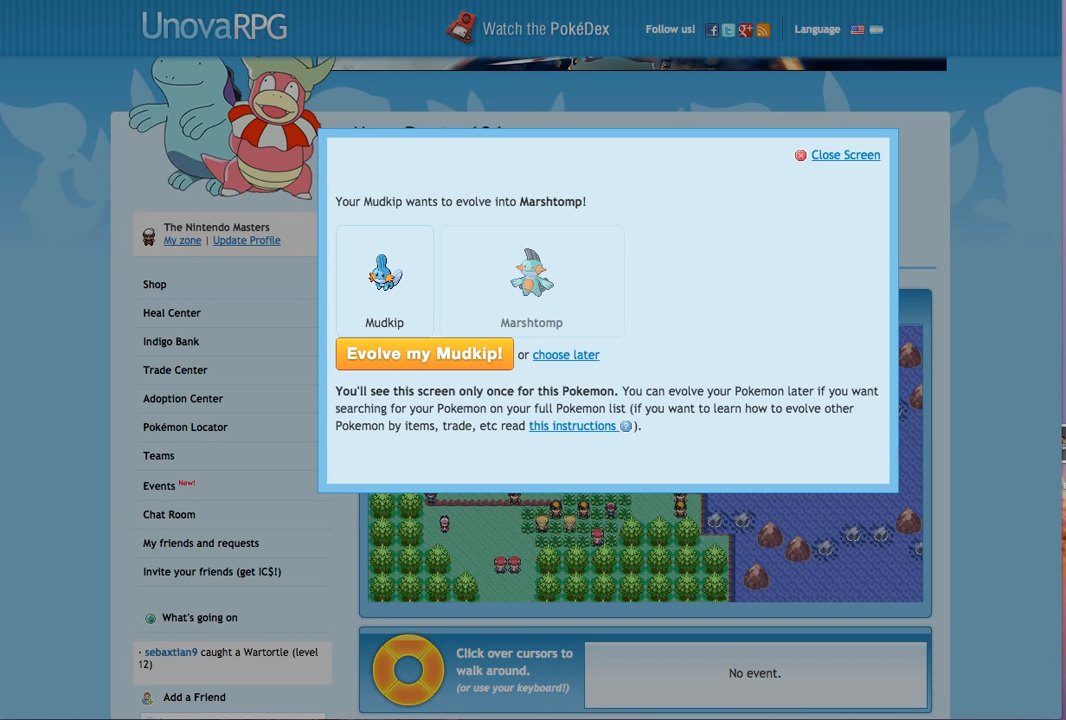 UnovaRPG
Watch the PokéDex
Follow us!
Language
Close Screen
Your Mudkip wants to evolve into Marshtomp!
Mudkip
Marshtomp
Evolve my Mudkip! or choose later
You'll see this screen only once for this Pokemon. You can evolve your Pokemon later if you want
searching for your Pokemon on your full Pokemon list (if you want to learn how to evolve other
Pokemon by items, trade, etc read this instructions ?).
The Nintendo Masters
My zone | Update Profile
Shop
Heal Center
Indigo Bank
Trade Center
Adoption Center
Pokémon Locator
Teams
Events New!
Chat Room
My friends and requests
Invite your friends (get IC$!)
What's going on
· sebaxtian9 caught a Wartortle (level
12)
Add a Friend
Click over cursors to
walk around.
(or use your keyboard!)
No event.